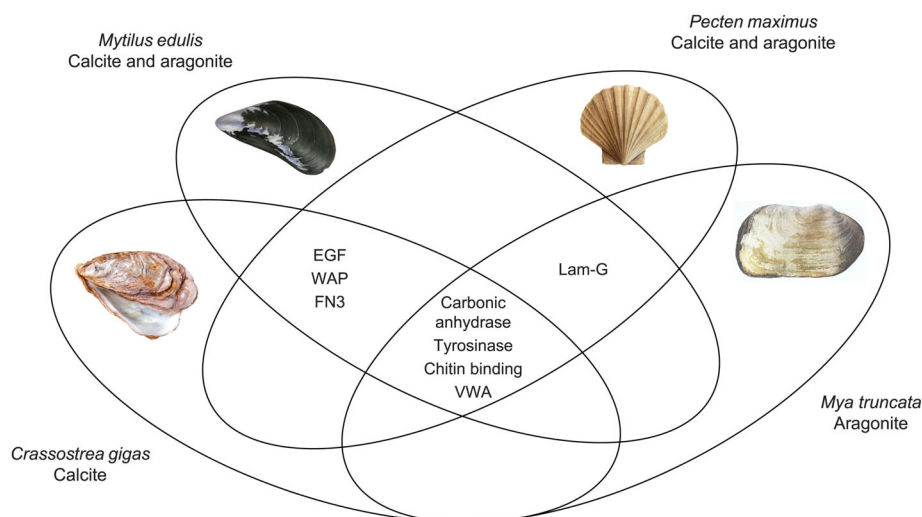 Mytilus edulis
Calcite and aragonite
Pecten maximus
Calcite and aragonite
EGF
WAP
FN3
Lam-G
Carbonic
anhydrase
Tyrosinase
Chitin binding
VWA
Mya truncata
Aragonite
Crassostrea gigas
Calcite